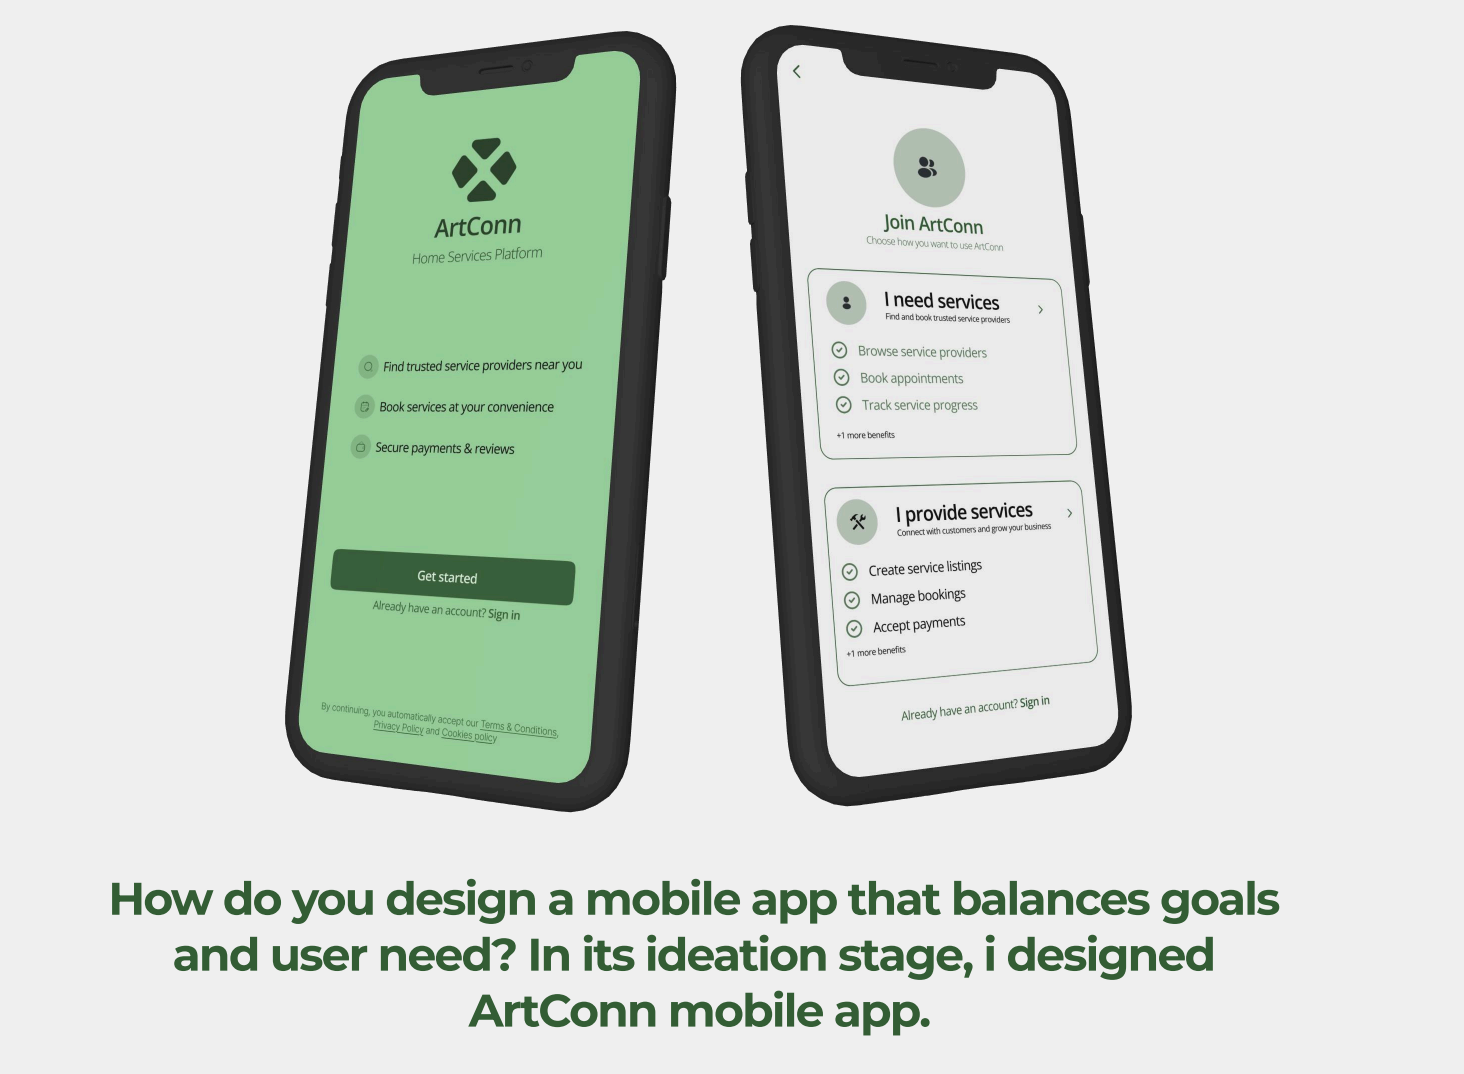 ArtConn
Home Services Platform
Find trusted service providers near you
Book services at your convenience
Secure payments & reviews
Get started
Already have an account? Sign in
By continuing, you automatically accept our Terms & Conditions,
Privacy Policy and Cookies policy
Join ArtConn
Choose how you want to use ArtConn
I need services
Find and book trusted service providers
Browse service providers
Book appointments
Track service progress
+1 more benefits
I provide services
Connect with customers and grow your business
Create service listings
Manage bookings
Accept payments
+1 more benefits
Already have an account? Sign in
How do you design a mobile app that balances goals
and user need? In its ideation stage, i designed
ArtConn mobile app.